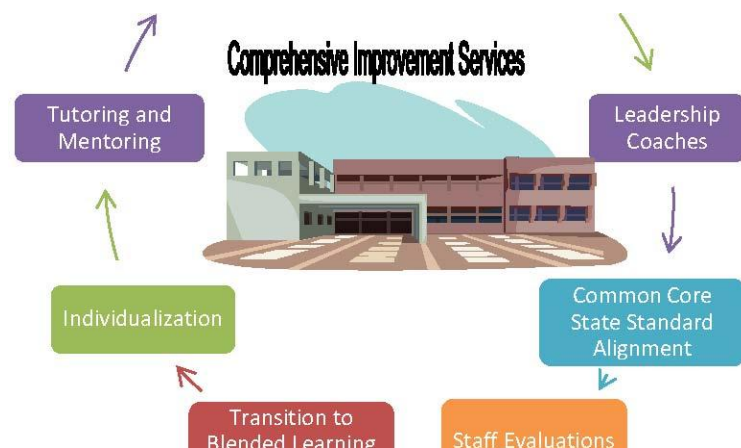 Comprehensive Improvement Services
Tutoring and
Mentoring
Leadership
Coaches
Individualization
Common Core
State Standard
Alignment
Transition to
Blended Learning
Staff Evaluations